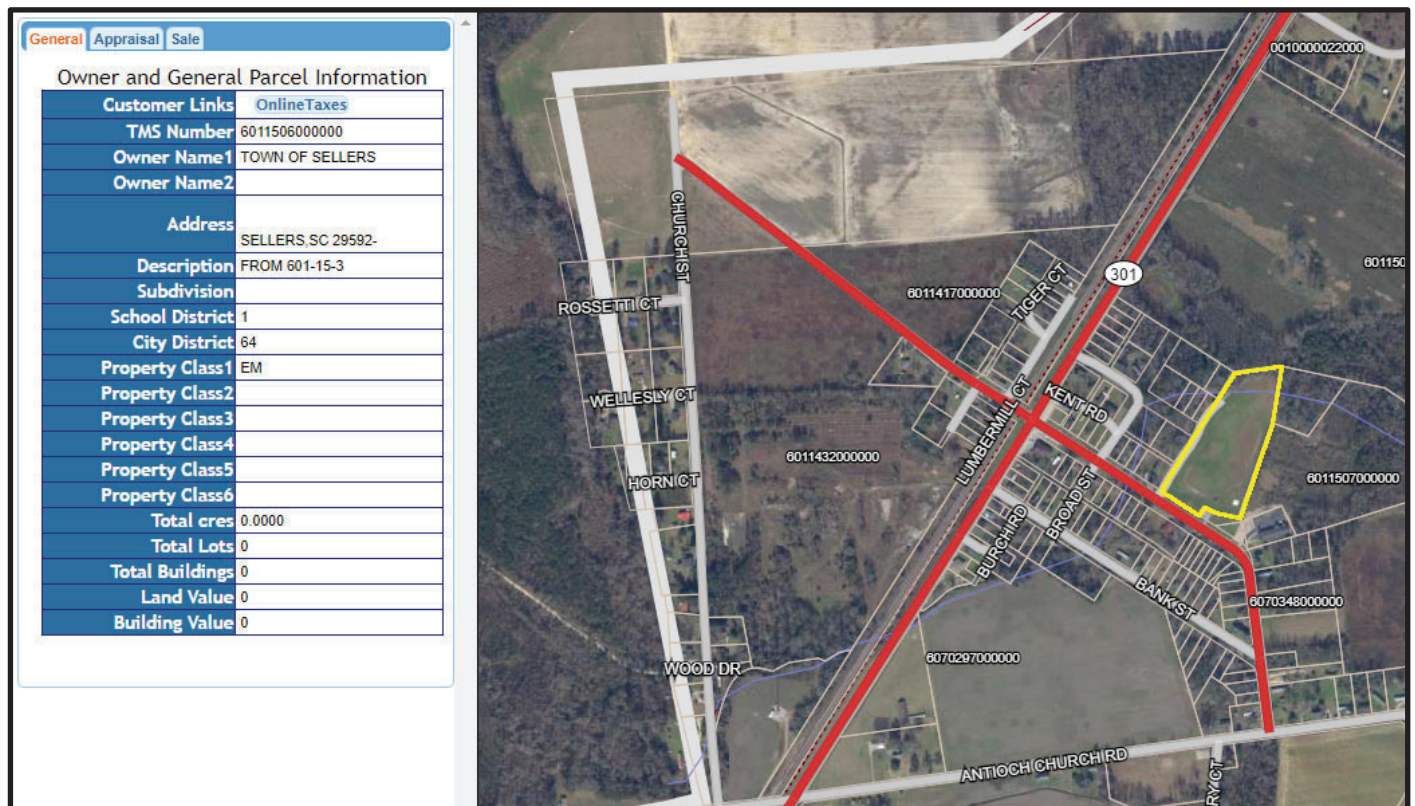 General Appraisal Sale
Owner and General Parcel Information
Customer Links OnlineTaxes
TMS Number 6011506000000
Owner Name1 TOWN OF SELLERS
Owner Name2
Address SELLERS,SC 29592-
Description FROM 601-15-3
Subdivision
School District 1
City District 64
Property Class1 EM
Property Class2
Property Class3
Property Class4
Property Class5
Property Class6
Total cres 0.0000
Total Lots 0
Total Buildings 0
Land Value 0
Building Value 0
0010000022000
CHURCH ST
301
601150
ROSSETTI CT
6011417000000
TIGER CT
WELLESLY CT
LUMBERMILL CT
KENT RD
6011432000000
HORN CT
6011507000000
BURCH RD
BROAD ST
BANK ST
6070348000000
WOOD DR
6070297000000
ANTIOCH CHURCH RD
RY CT